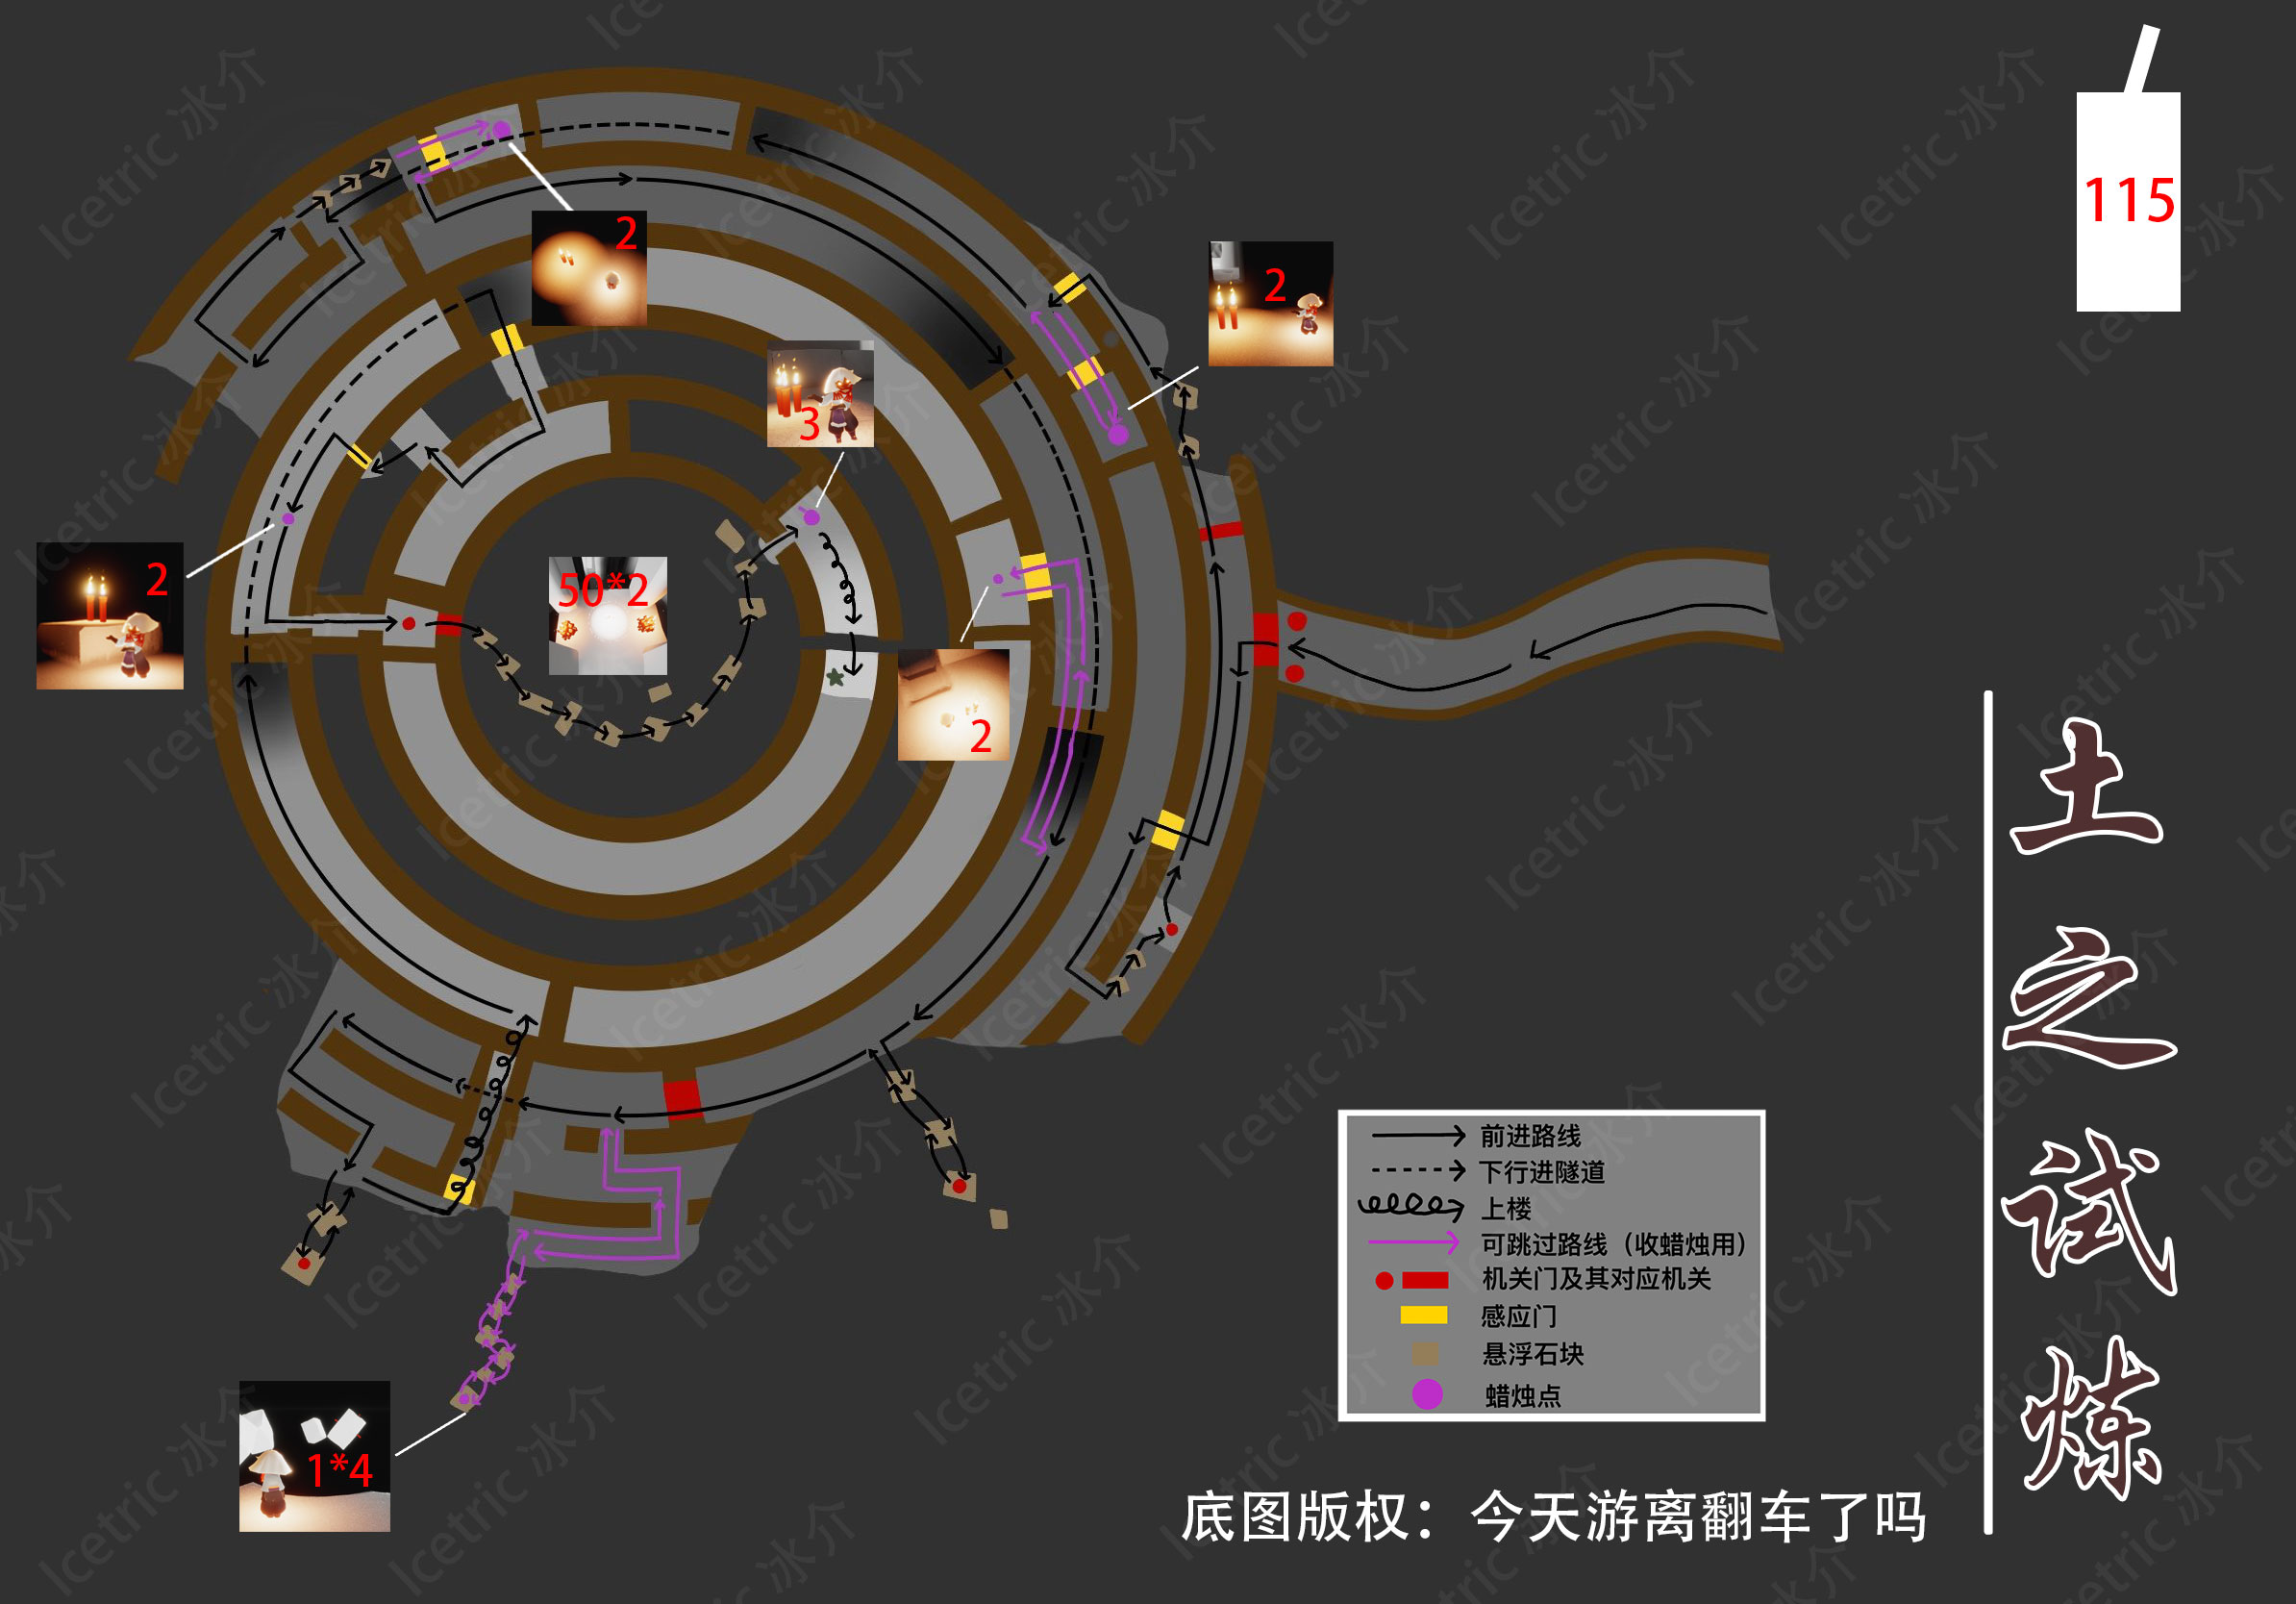 115
2
2
3
2
50*2
2
1*4
土之试炼
前进路线
下行进隧道
上楼
可跳过路线（收蜡烛用）
机关门及其对应机关
感应门
悬浮石块
蜡烛点
底图版权：今天游离翻车了吗
Icetric 冰介